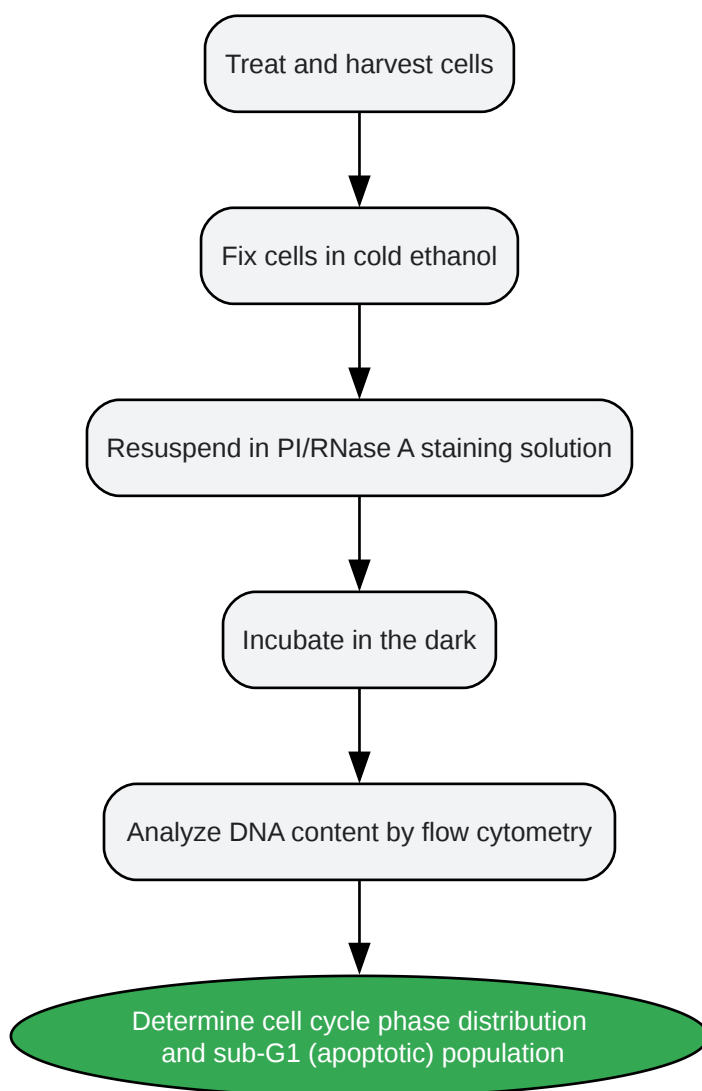 Treat and harvest cells
Fix cells in cold ethanol
Resuspend in PI/RNase A staining solution
Incubate in the dark
Analyze DNA content by flow cytometry
Determine cell cycle phase distribution
and sub-G1 (apoptotic) population